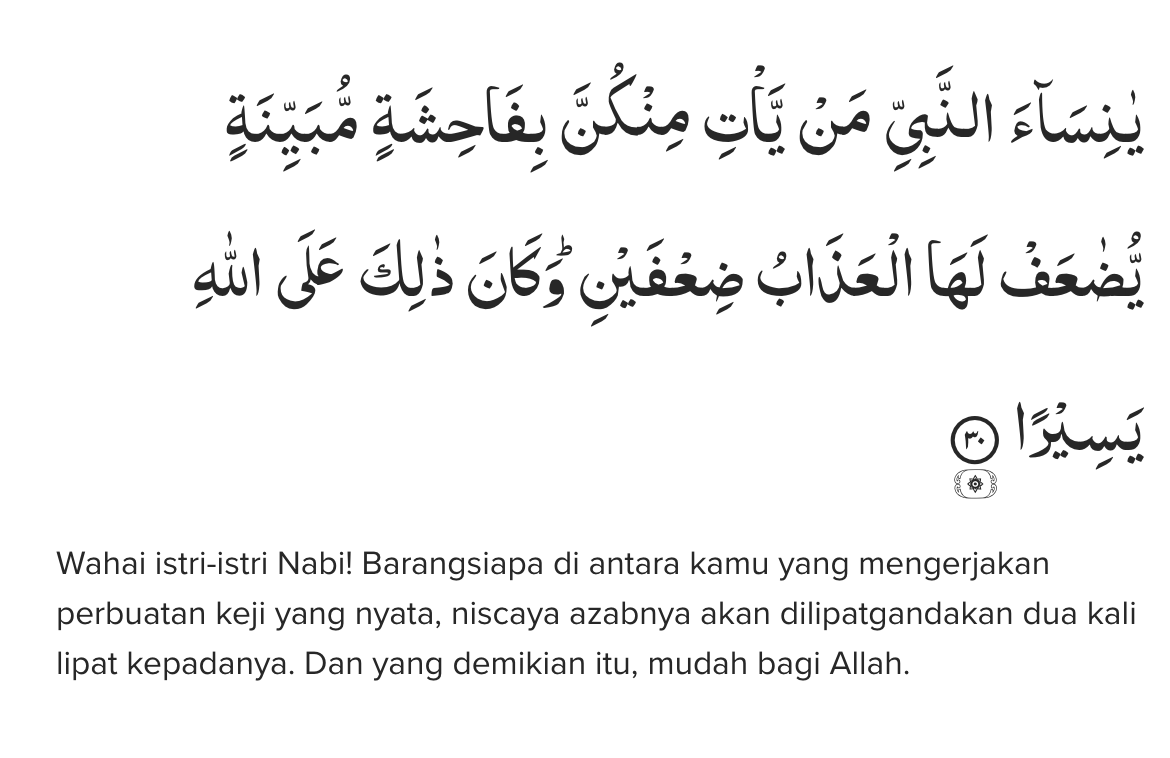 يٰنِسَاۤءَ النَّبِيِّ مَنْ يَّأْتِ مِنْكُنَّ بِفَاحِشَةٍ مُّبَيِّنَةٍ
يُّضٰعَفْ لَهَا الْعَذَابُ ضِعْفَيْنِۗ وَكَانَ ذٰلِكَ عَلَى اللّٰهِ
يَسِيْرًا ٣٠ ۞
Wahai istri-istri Nabi! Barangsiapa di antara kamu yang mengerjakan
perbuatan keji yang nyata, niscaya azabnya akan dilipatgandakan dua kali
lipat kepadanya. Dan yang demikian itu, mudah bagi Allah.